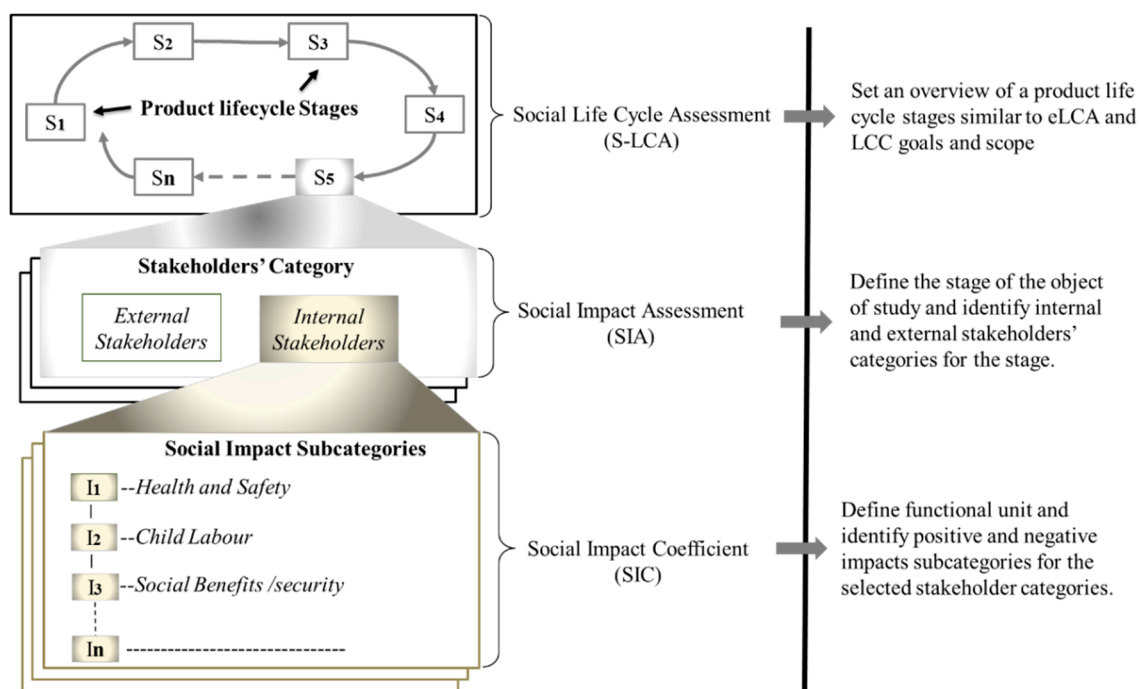 S2
S3
Product lifecycle Stages
S1
S4
Sn
S5
Social Life Cycle Assessment
(S-LCA)
Set an overview of a product life
cycle stages similar to eLCA and
LCC goals and scope
Stakeholders' Category
External
Stakeholders
Internal
Stakeholders
Social Impact Assessment
(SIA)
Define the stage of the object
of study and identify internal
and external stakeholders'
categories for the stage.
Social Impact Subcategories
I1 --Health and Safety
I2 --Child Labour
I3 --Social Benefits /security
In -----------------------------
Social Impact Coefficient
(SIC)
Define functional unit and
identify positive and negative
impacts subcategories for the
selected stakeholder categories.